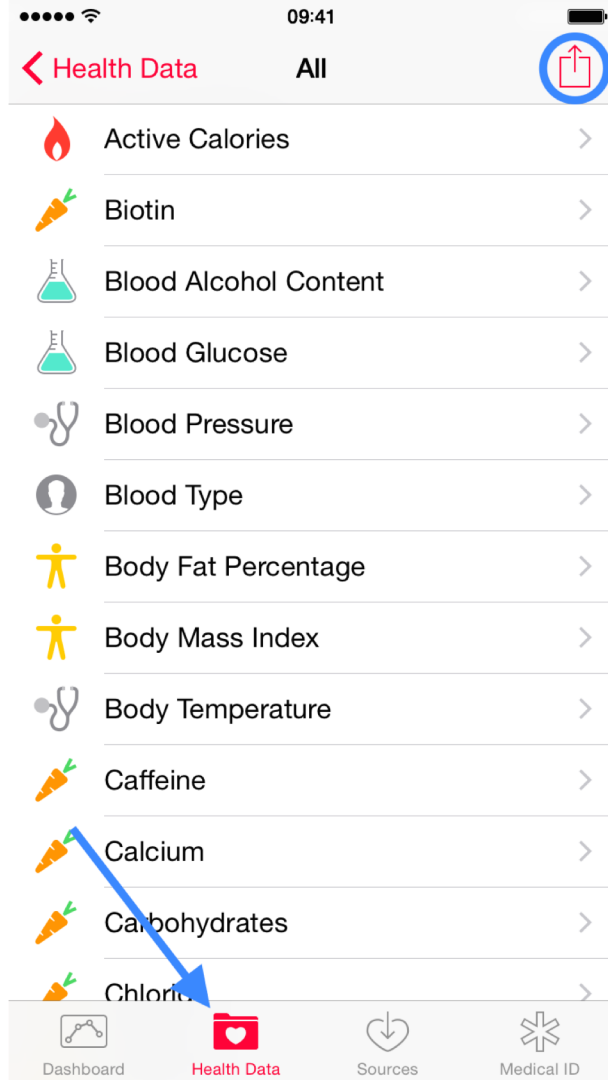 09:41
Health Data
All
Active Calories
Biotin
Blood Alcohol Content
Blood Glucose
Blood Pressure
Blood Type
Body Fat Percentage
Body Mass Index
Body Temperature
Caffeine
Calcium
Carbohydrates
Dashboard
Health Data
Sources
Medical ID